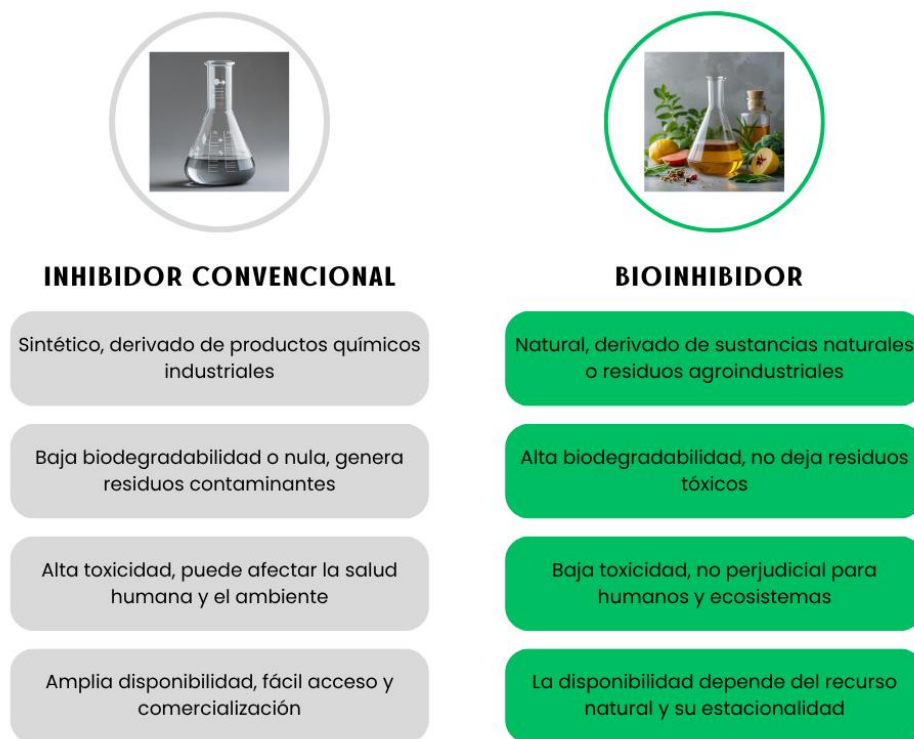 INHIBIDOR CONVENCIONAL
Sintético, derivado de productos químicos
industriales
Baja biodegradabilidad o nula, genera
residuos contaminantes
Alta toxicidad, puede afectar la salud
humana y el ambiente
Amplia disponibilidad, fácil acceso y
comercialización
BIOINHIBIDOR
Natural, derivado de sustancias naturales
o residuos agroindustriales
Alta biodegradabilidad, no deja residuos
tóxicos
Baja toxicidad, no perjudicial para
humanos y ecosistemas
La disponibilidad depende del recurso
natural y su estacionalidad